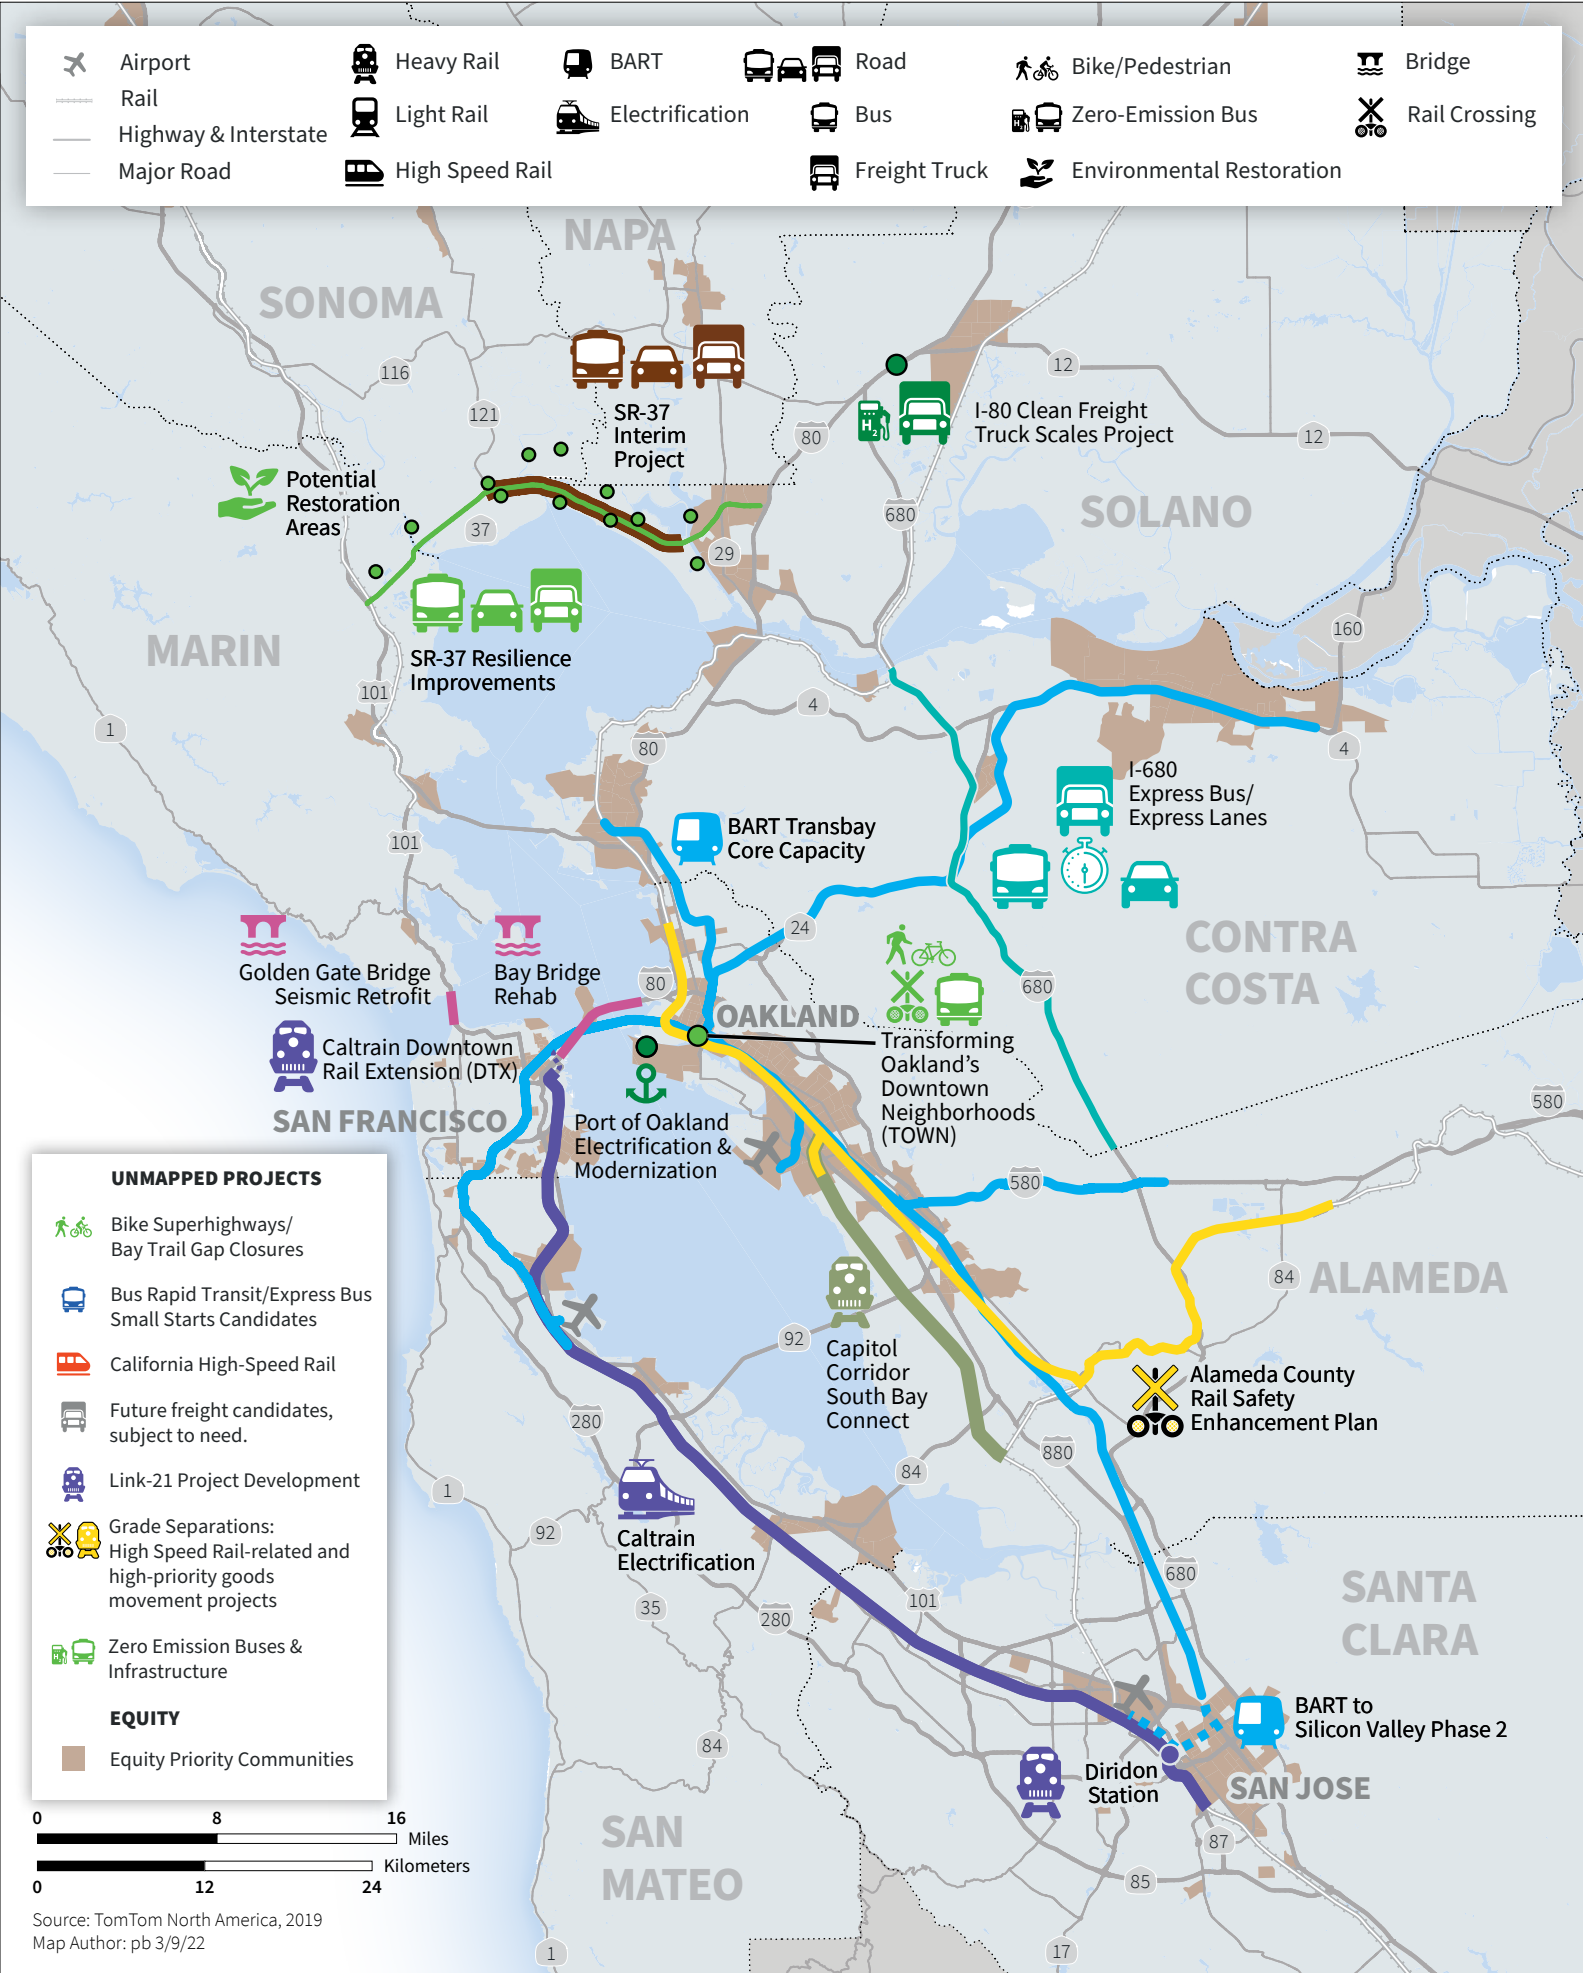 Airport
Rail
Highway & Interstate
Major Road
Heavy Rail
Light Rail
High Speed Rail
BART
Electrification
Road
Bus
Freight Truck
Bike/Pedestrian
Zero-Emission Bus
Environmental Restoration
Bridge
Rail Crossing
NAPA
SONOMA
116
121
SR-37
Interim
Project
12
I-80 Clean Freight
Truck Scales Project
H2
80
12
Potential
Restoration
Areas
37
680
SOLANO
29
160
MARIN
SR-37 Resilience
Improvements
101
1
4
80
4
I-680
Express Bus/
Express Lanes
BART Transbay
Core Capacity
101
24
CONTRA
COSTA
Golden Gate Bridge
Seismic Retrofit
Bay Bridge
Rehab
80
680
OAKLAND
Transforming
Oakland's
Downtown
Neighborhoods
(TOWN)
Caltrain Downtown
Rail Extension (DTX)
SAN FRANCISCO
Port of Oakland
Electrification &
Modernization
580
580
UNMAPPED PROJECTS
Bike Superhighways/
Bay Trail Gap Closures
Bus Rapid Transit/Express Bus
Small Starts Candidates
California High-Speed Rail
Future freight candidates,
subject to need.
Link-21 Project Development
Grade Separations:
High Speed Rail-related and
high-priority goods
movement projects
Zero Emission Buses &
Infrastructure
EQUITY
Equity Priority Communities
84
ALAMEDA
92
Capitol
Corridor
South Bay
Connect
Alameda County
Rail Safety
Enhancement Plan
280
880
84
1
92
Caltrain
Electrification
35
280
101
680
SANTA
CLARA
BART to
Silicon Valley Phase 2
84
Diridon
Station
SAN JOSE
87
85
SAN
MATEO
1
17
0 8 16
Miles
Kilometers
0 12 24
Source: TomTom North America, 2019
Map Author: pb 3/9/22